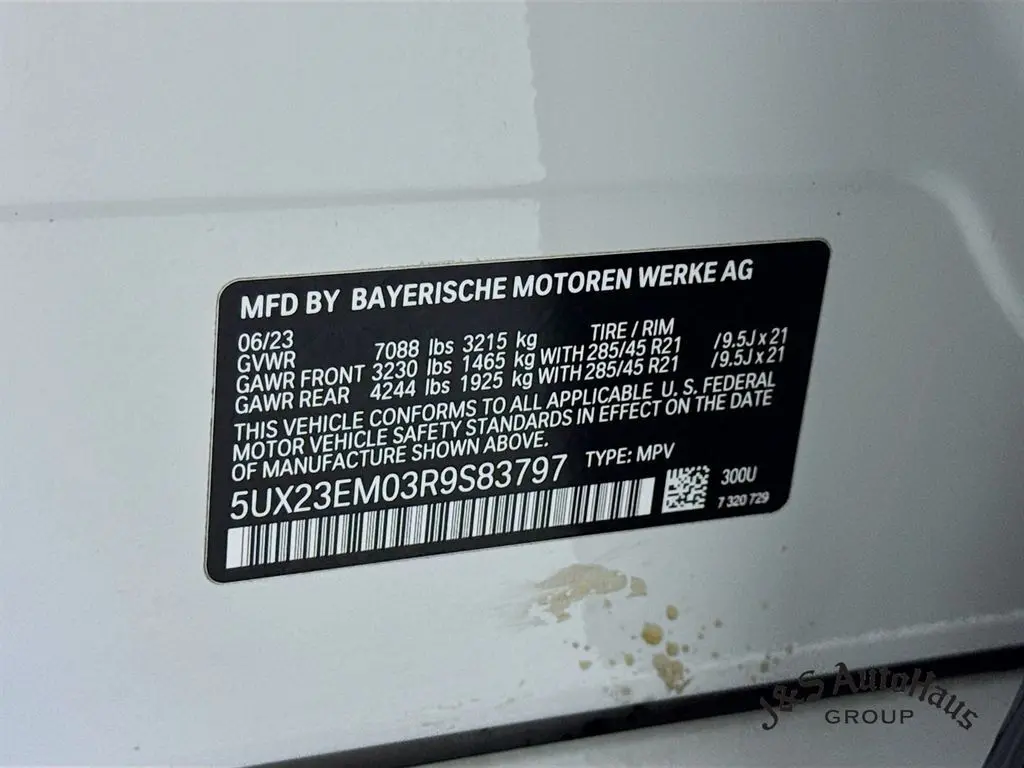 MFD BY BAYERISCHE MOTOREN WERKE AG
06/23 TIRE / RIM
GVWR 7088 lbs 3215 kg
GAWR FRONT 3230 lbs 1465 kg WITH 285/45 R21 /9.5J x 21
GAWR REAR 4244 lbs 1925 kg WITH 285/45 R21 /9.5J x 21
THIS VEHICLE CONFORMS TO ALL APPLICABLE U. S. FEDERAL
MOTOR VEHICLE SAFETY STANDARDS IN EFFECT ON THE DATE
OF MANUFACTURE SHOWN ABOVE.
5UX23EM03R9S83797 TYPE: MPV
300U
7 320 729
J&S AutoHaus
GROUP